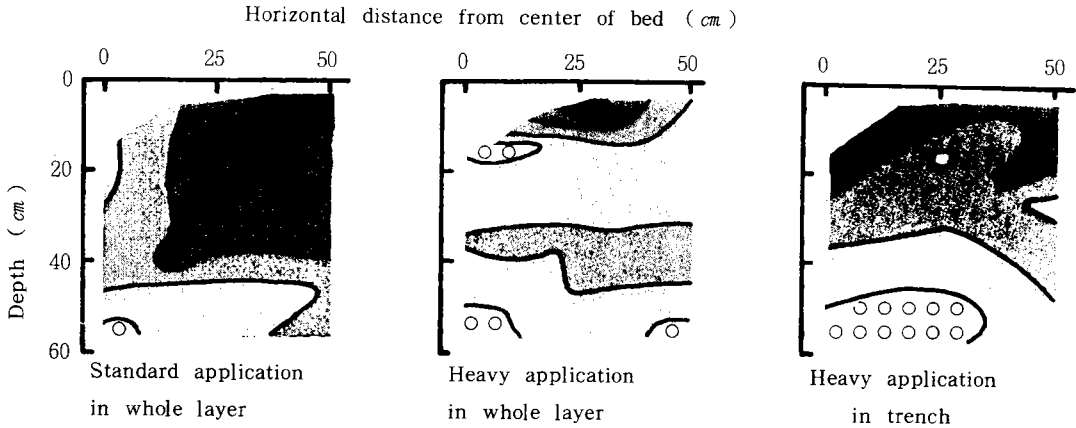 Horizontal distance from center of bed ( cm )
0 25 50
0 25 50
0 25 50
0
20
40
60
Depth ( cm )
Standard application
in whole layer
Heavy application
in whole layer
Heavy application
in trench